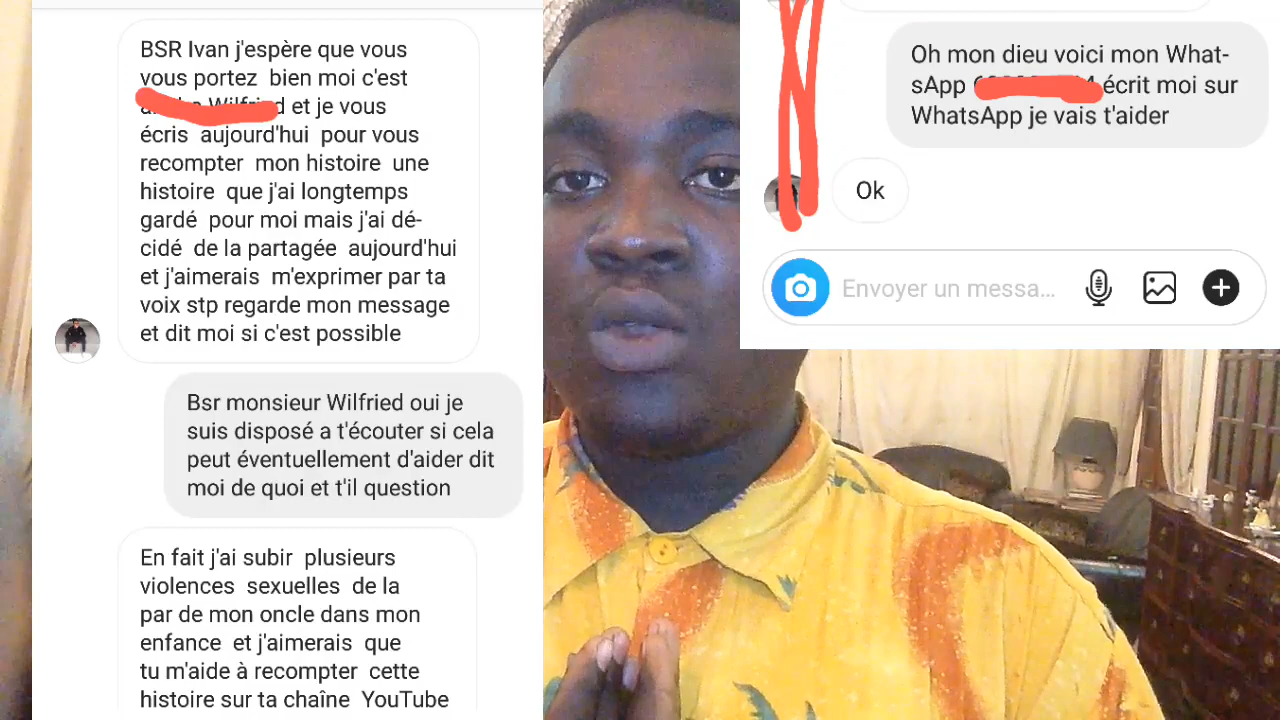 BSR Ivan j'espère que vous
vous portez bien moi c'est
Wilfried et je vous
écris aujourd'hui pour vous
recompter mon histoire une
histoire que j'ai longtemps
gardé pour moi mais j'ai dé-
cidé de la partagée aujourd'hui
et j'aimerais m'exprimer par ta
voix stp regarde mon message
et dit moi si c'est possible
Bsr monsieur Wilfried oui je
suis disposé a t'écouter si cela
peut éventuellement d'aider dit
moi de quoi et t'il question
En fait j'ai subir plusieurs
violences sexuelles de la
par de mon oncle dans mon
enfance et j'aimerais que
tu m'aide à recompter cette
histoire sur ta chaîne YouTube
Oh mon dieu voici mon What-
sApp écrit moi sur
WhatsApp je vais t'aider
Ok
Envoyer un messa...